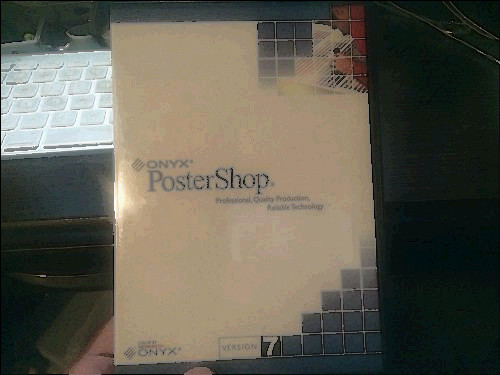 ONYX®
PosterShop®
Professional, Quality Production,
Reliable Technology
ONYX®
VERSION 7